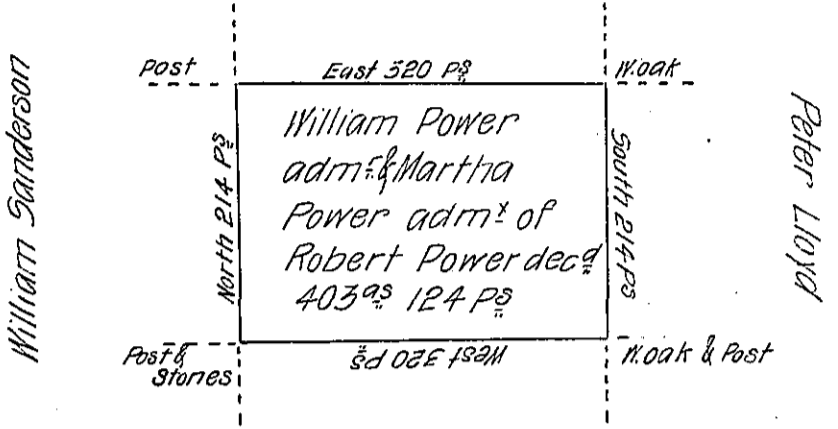 William Sanderson
Post
East 320 Ps
W.oak
Peter Lloyd
North 214 Ps
William Power
admr. & Martha
Power admx of
Robert Power decd
403as 124 Ps
South 214 Ps
Post &
Stones
West 320 ps
W.oak & Post